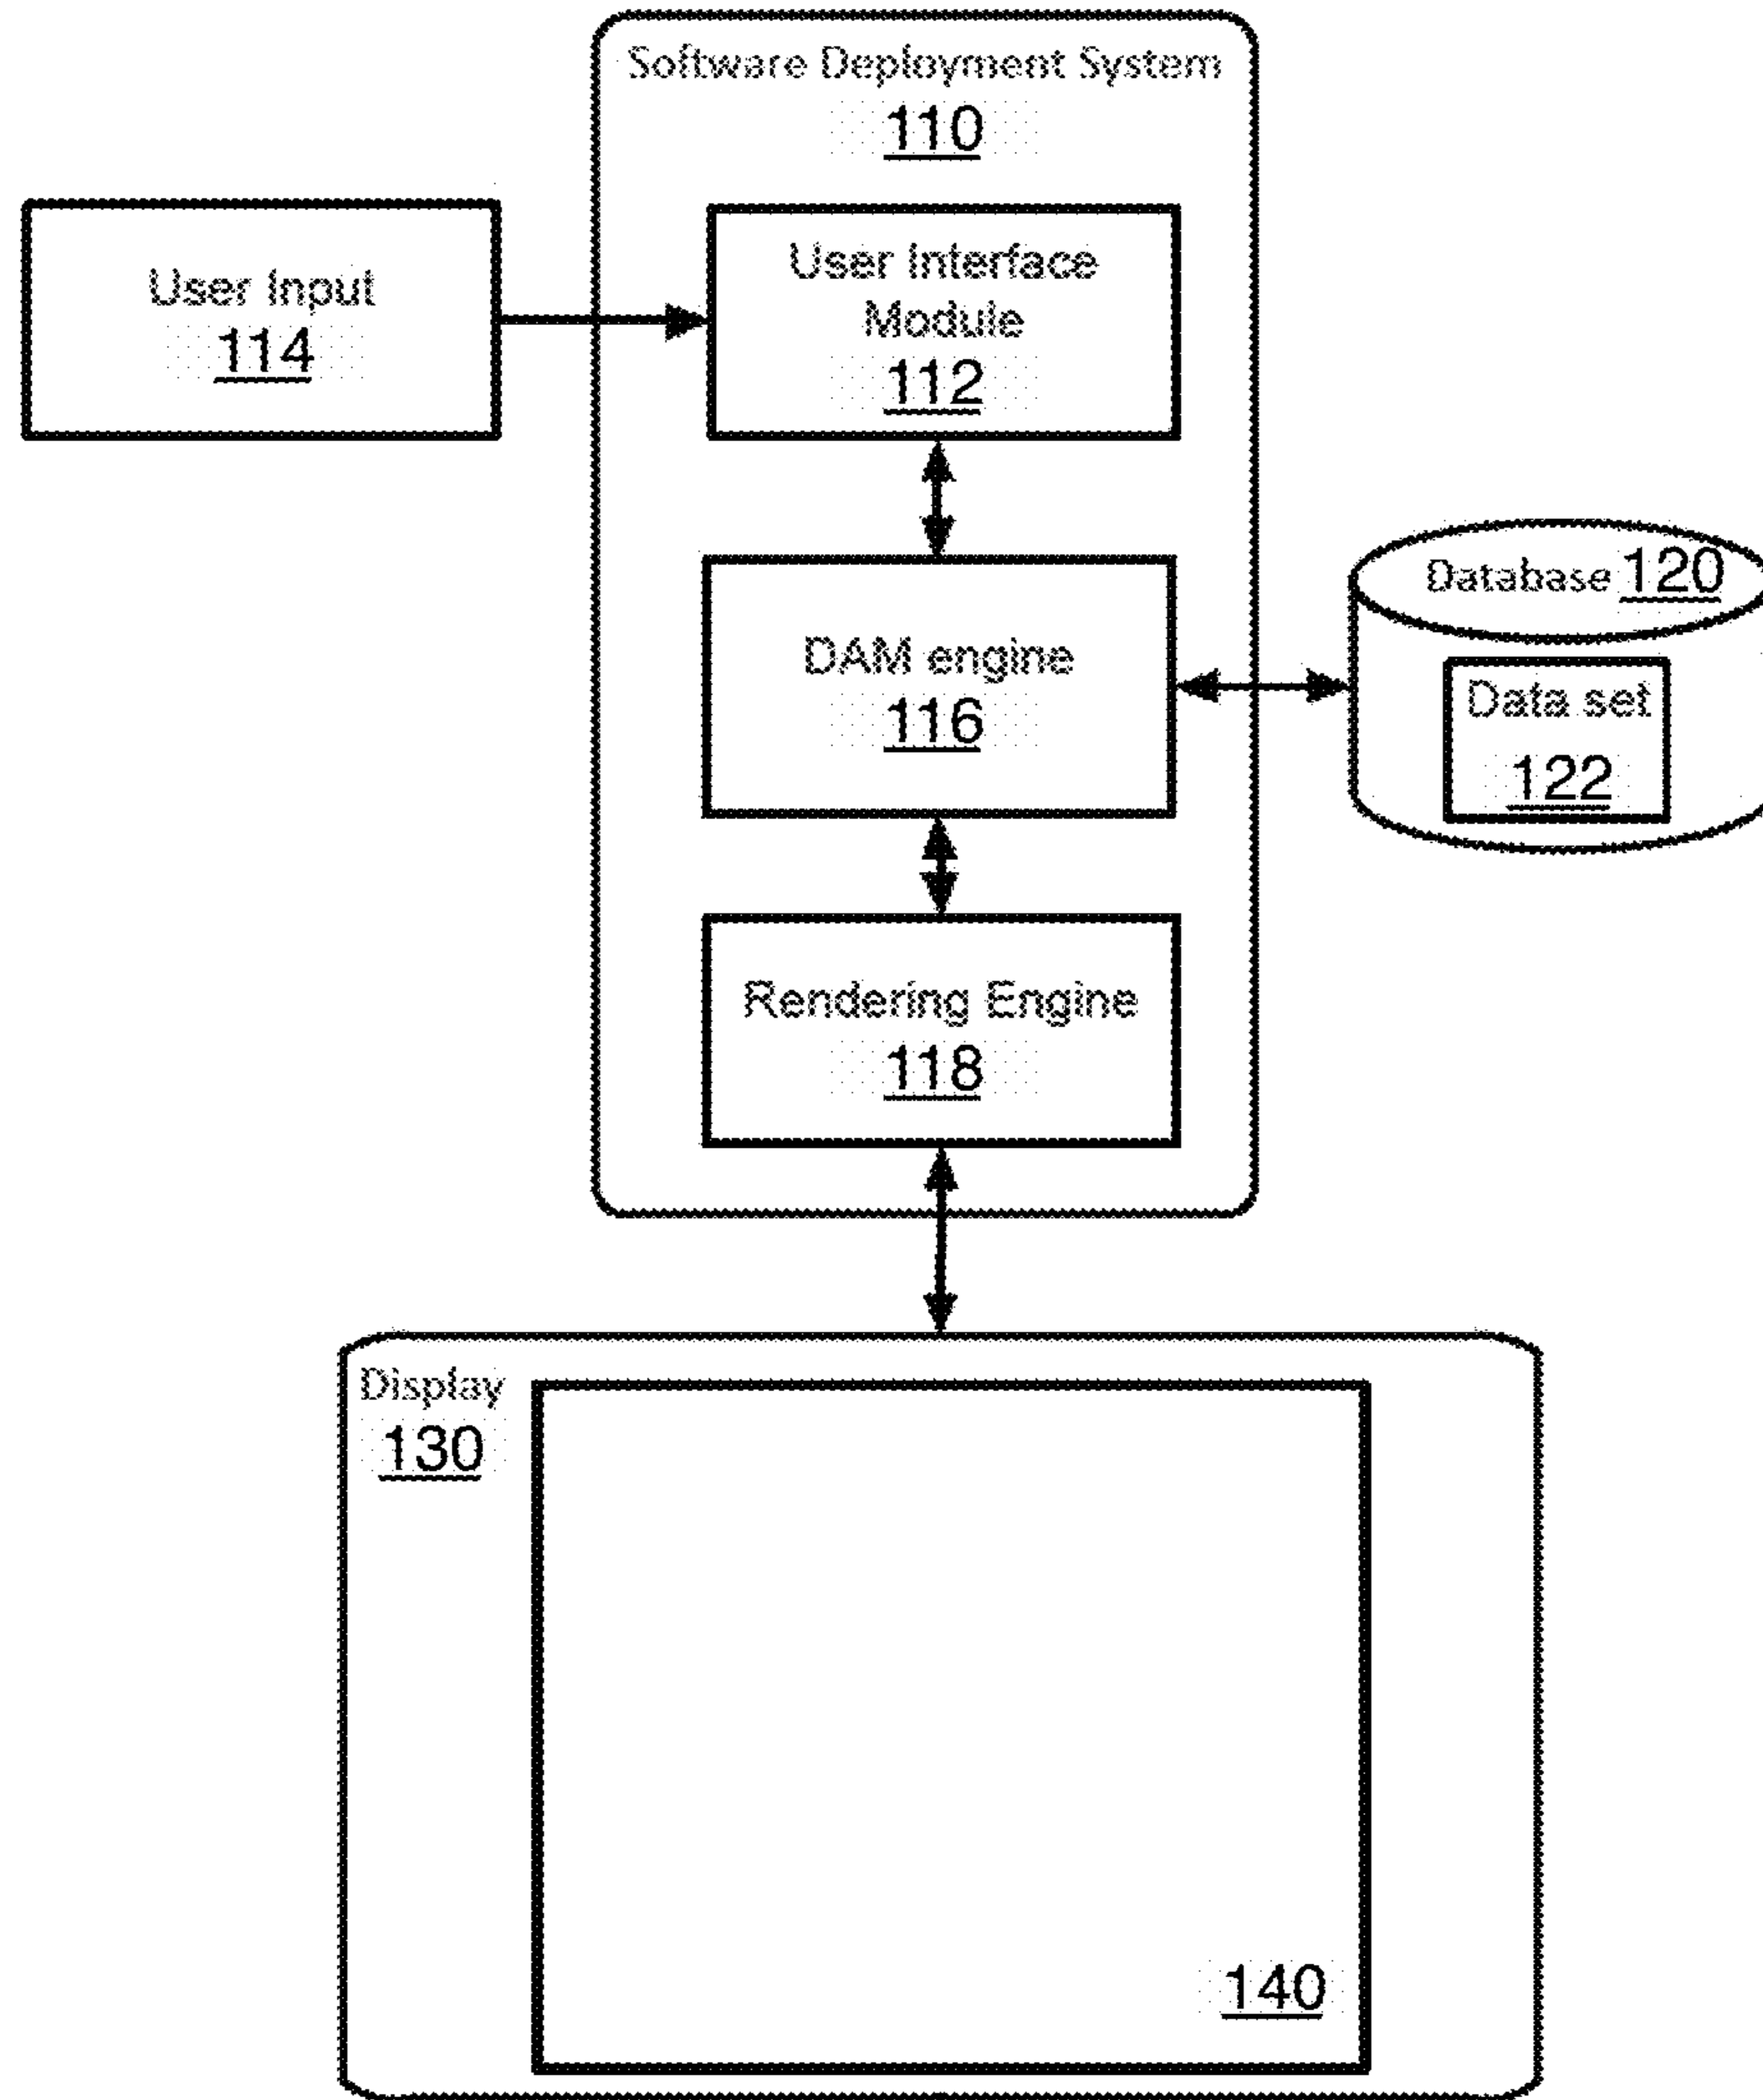 Software Deployment System
110
User Input
114
User Interface
Module
112
DAM engine
116
Database 120
Data set
122
Rendering Engine
118
Display
130
140